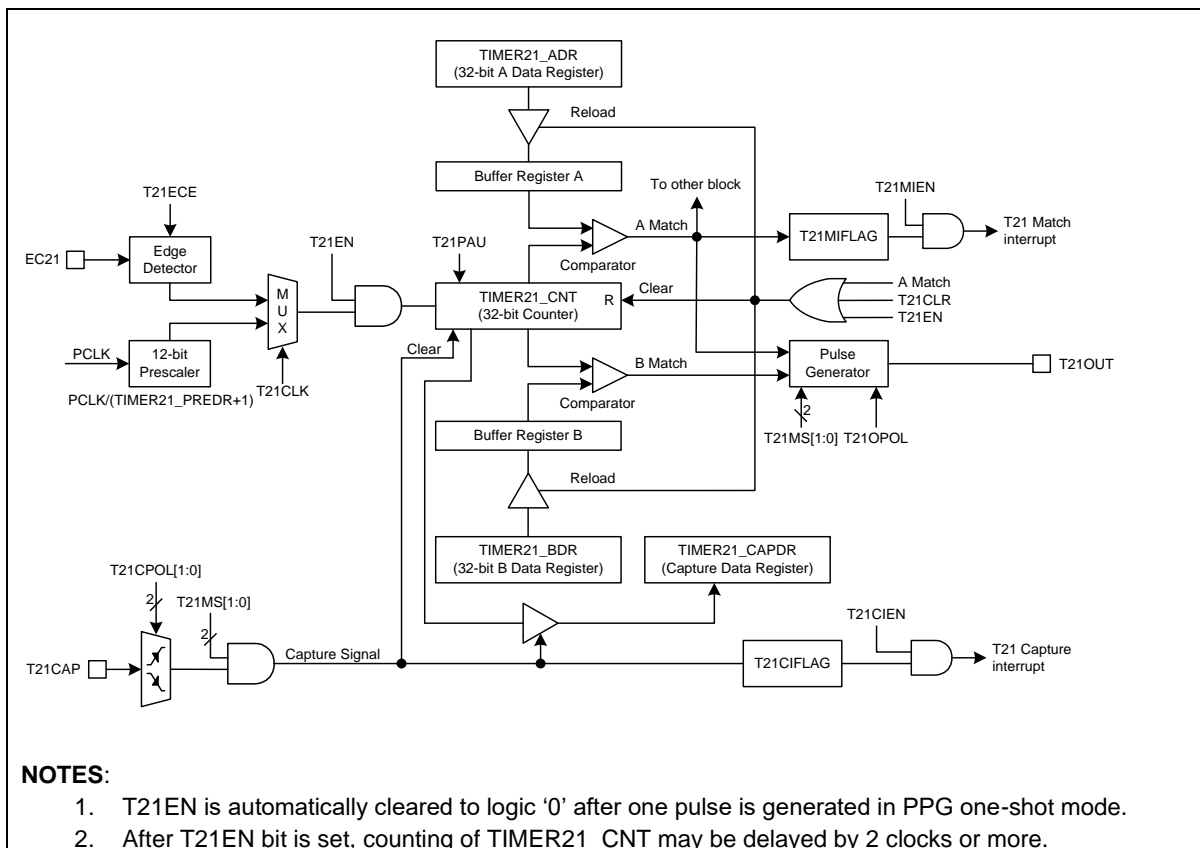 TIMER21_ADR
(32-bit A Data Register)
Reload
Buffer Register A
To other block
T21MIEN
T21ECE
A Match
T21MIFLAG
T21 Match
interrupt
EC21
Edge
Detector
T21EN
T21PAU
Comparator
MUX
TIMER21_CNT
(32-bit Counter)
R
Clear
A Match
T21CLR
T21EN
PCLK
12-bit
Prescaler
T21CLK
PCLK/(TIMER21_PREDR+1)
Clear
B Match
Pulse
Generator
T21OUT
Comparator
2
T21MS[1:0]
T21OPOL
Buffer Register B
Reload
TIMER21_BDR
(32-bit B Data Register)
TIMER21_CAPDR
(Capture Data Register)
T21CPOL[1:0]
2
T21MS[1:0]
2
T21CIEN
T21CAP
Capture Signal
T21CIFLAG
T21 Capture
interrupt
NOTES:
1. T21EN is automatically cleared to logic ‘0’ after one pulse is generated in PPG one-shot mode.
2. After T21EN bit is set, counting of TIMER21_CNT may be delayed by 2 clocks or more.